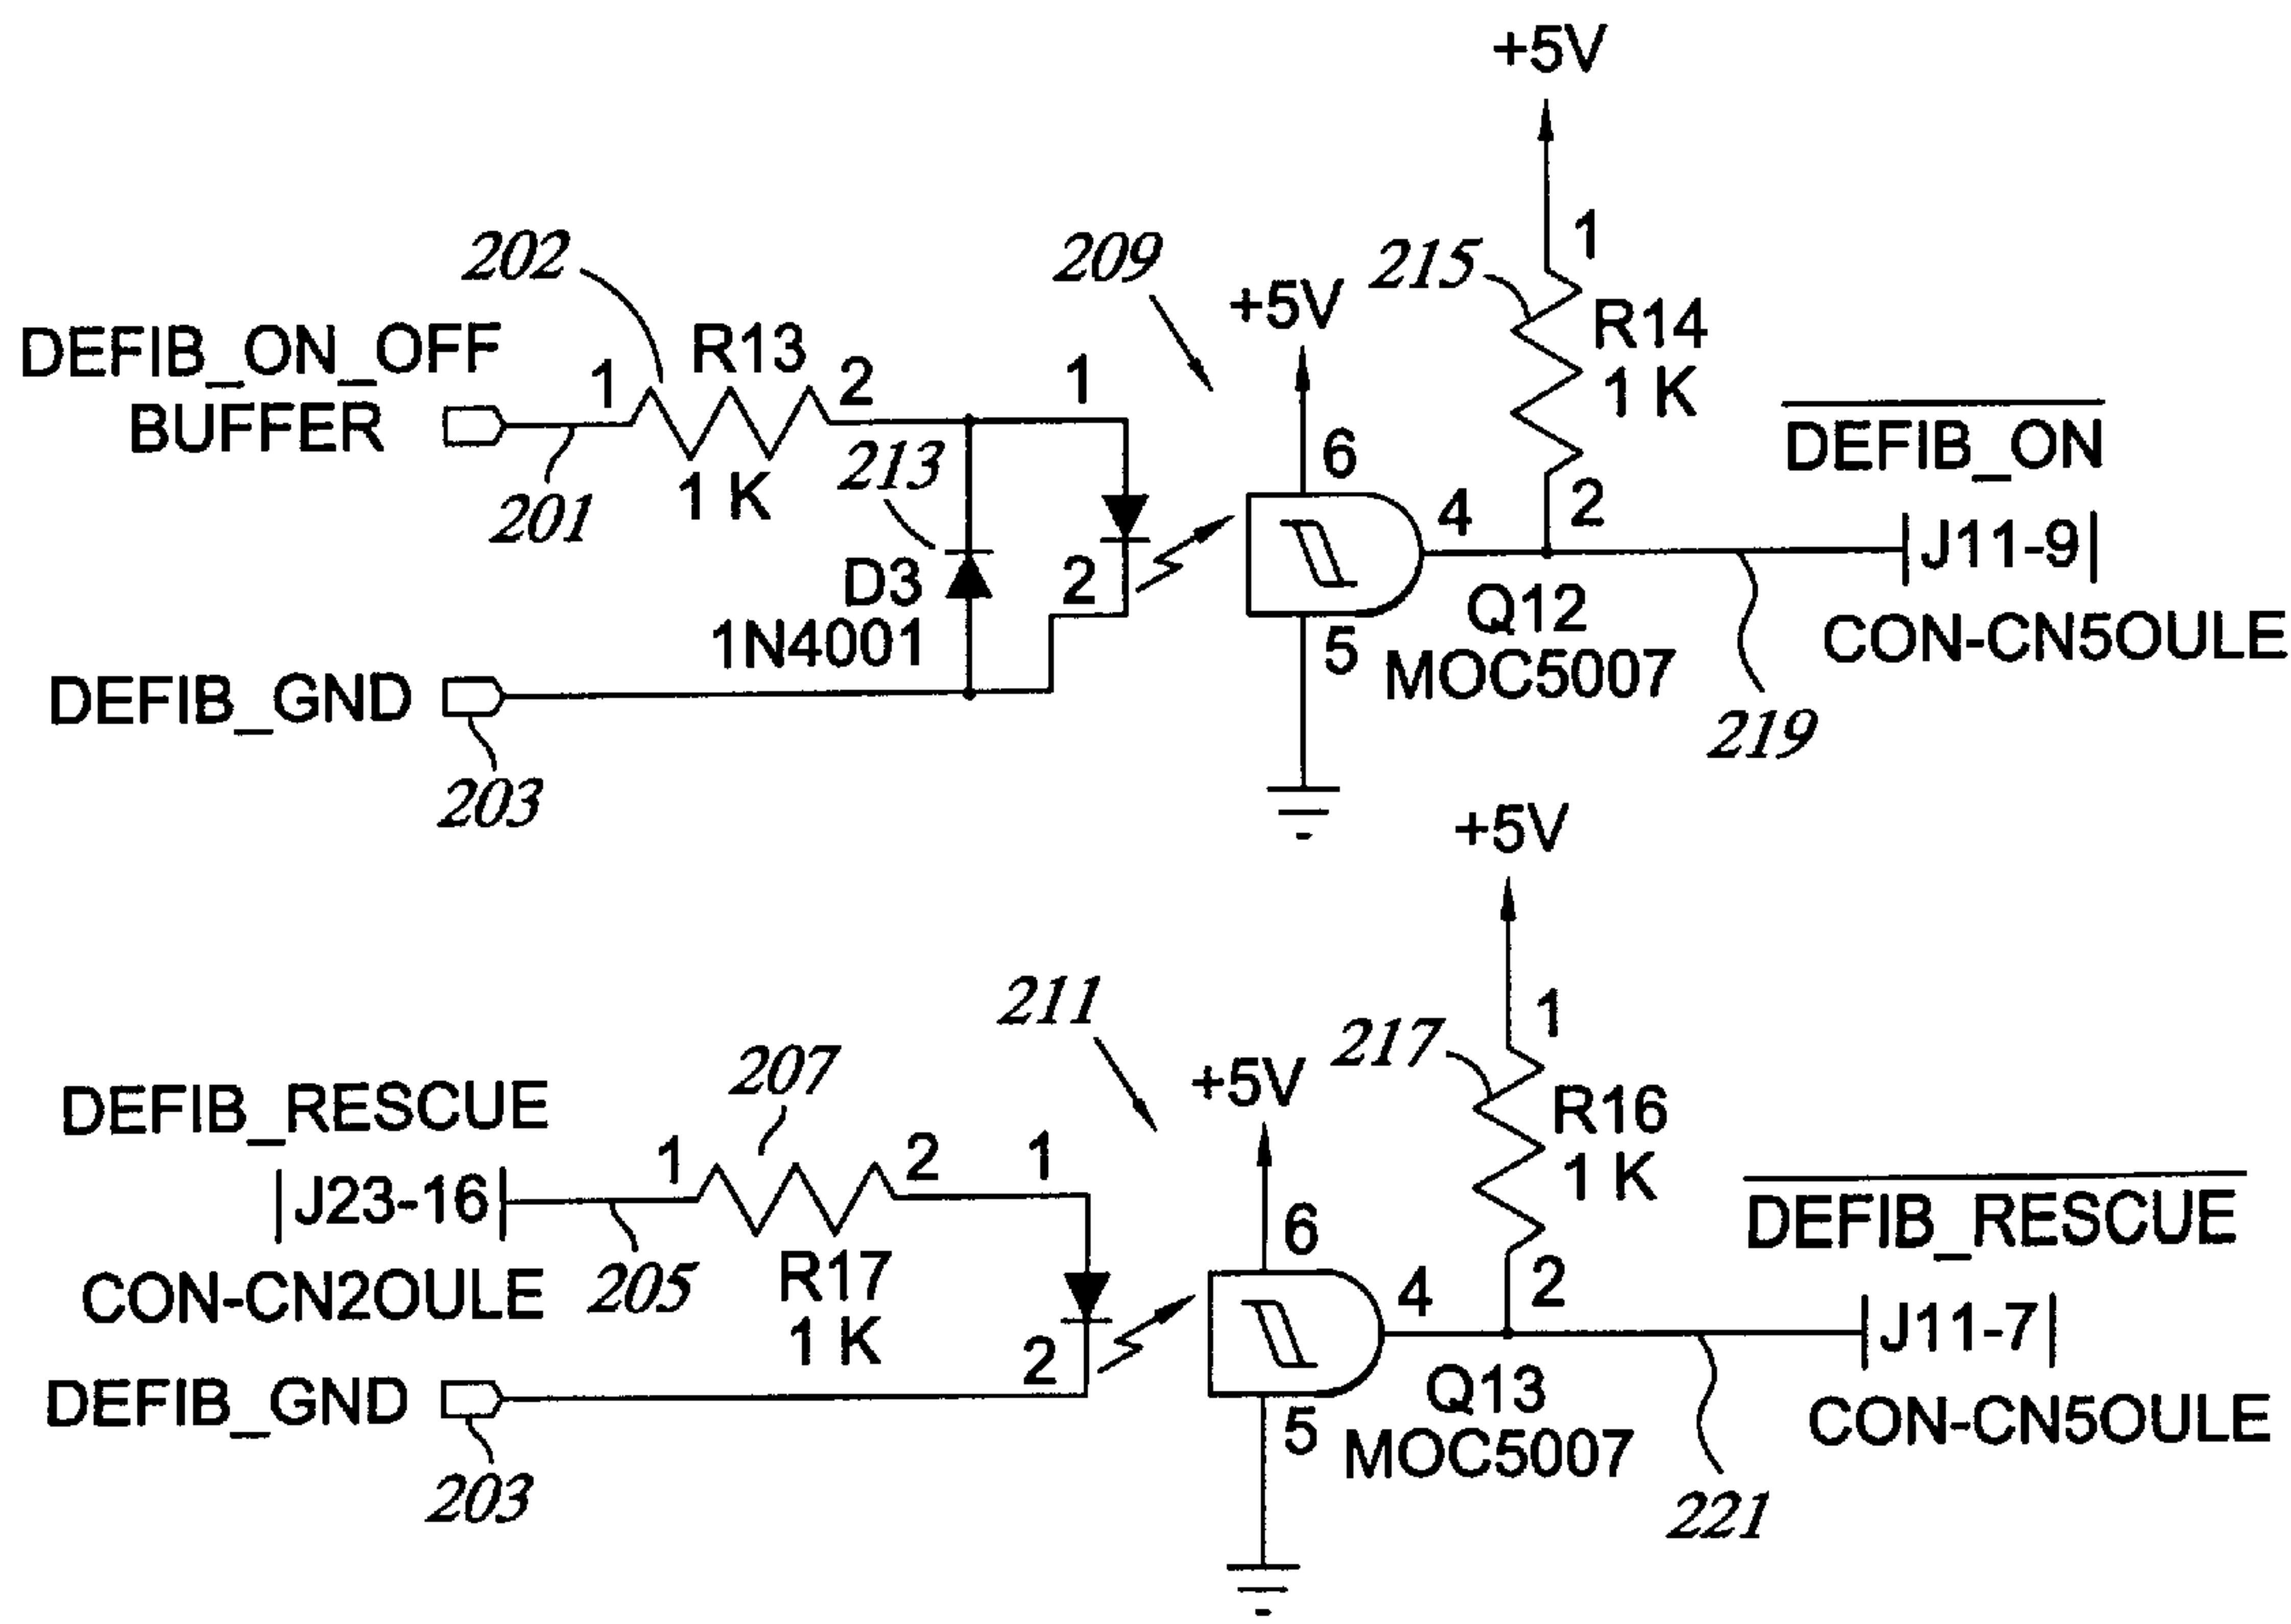 +5V
202
209
215
1
+5V
R14
1 K
DEFIB_ON_OFF
BUFFER
1
R13
2
1
213
1 K
201
6
DEFIB_ON
4
2
J11-9
D3
1N4001
2
Q12
MOC5007
CON-CN5OULE
5
DEFIB_GND
203
219
+5V
211
217
1
207
+5V
R16
1 K
DEFIB_RESCUE
1
2
1
J23-16
6
DEFIB_RESCUE
205
R17
1 K
CON-CN2OULE
4
2
J11-7
2
Q13
MOC5007
CON-CN5OULE
DEFIB_GND
5
203
221